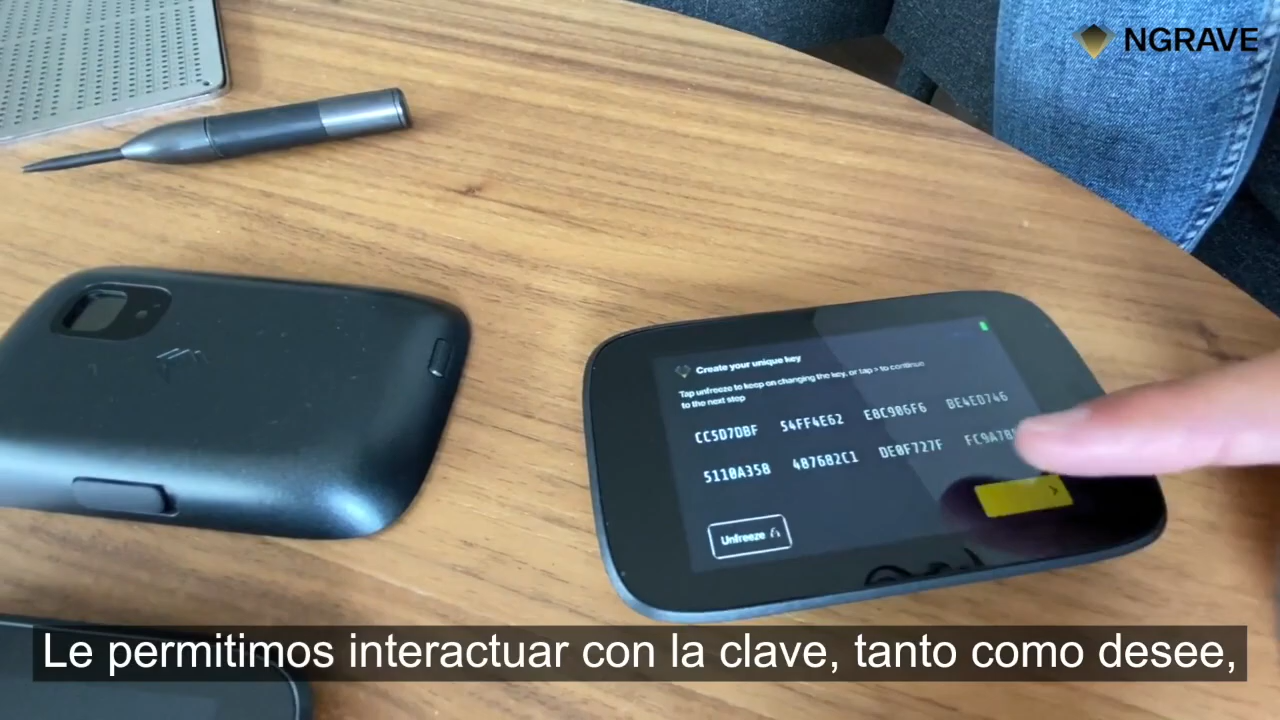 NGRAVE
Create your unique key
Tap unfreeze to keep on changing the key, or tap > to continue
to the next step
CC5D7DBF 54FF4E62 E8C906F6 BE4ED746
5110A35B 487682C1 DE0F727F
Unfreeze
Le permitimos interactuar con la clave, tanto como desee,